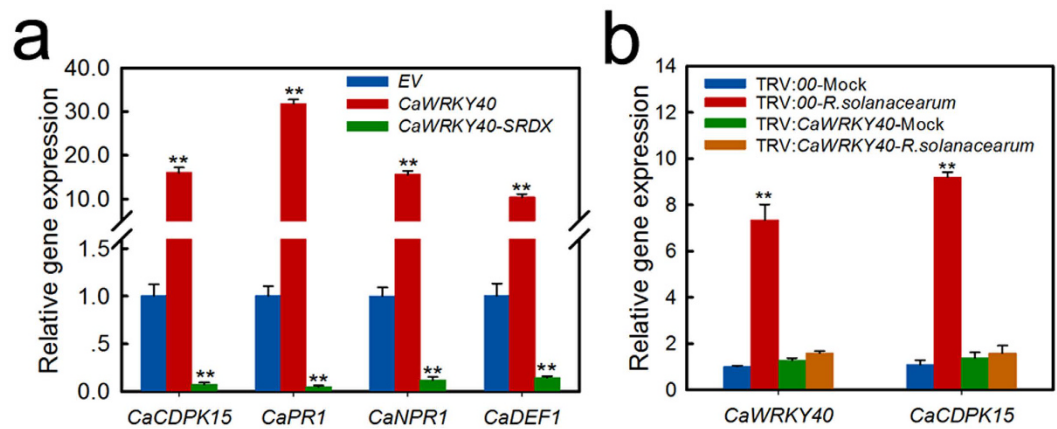 a
Relative gene expression
40.0
30.0
20.0
10.0
1.5
1.0
.5
0.0
EV
CaWRKY40
CaWRKY40-SRDX
**
**
**
**
**
**
**
**
CaCDPK15
CaPR1
CaNPR1
CaDEF1
b
Relative gene expression
14
12
10
8
6
4
2
0
TRV:00-Mock
TRV:00-R.solanacearum
TRV:CaWRKY40-Mock
TRV:CaWRKY40-R.solanacearum
**
**
CaWRKY40
CaCDPK15